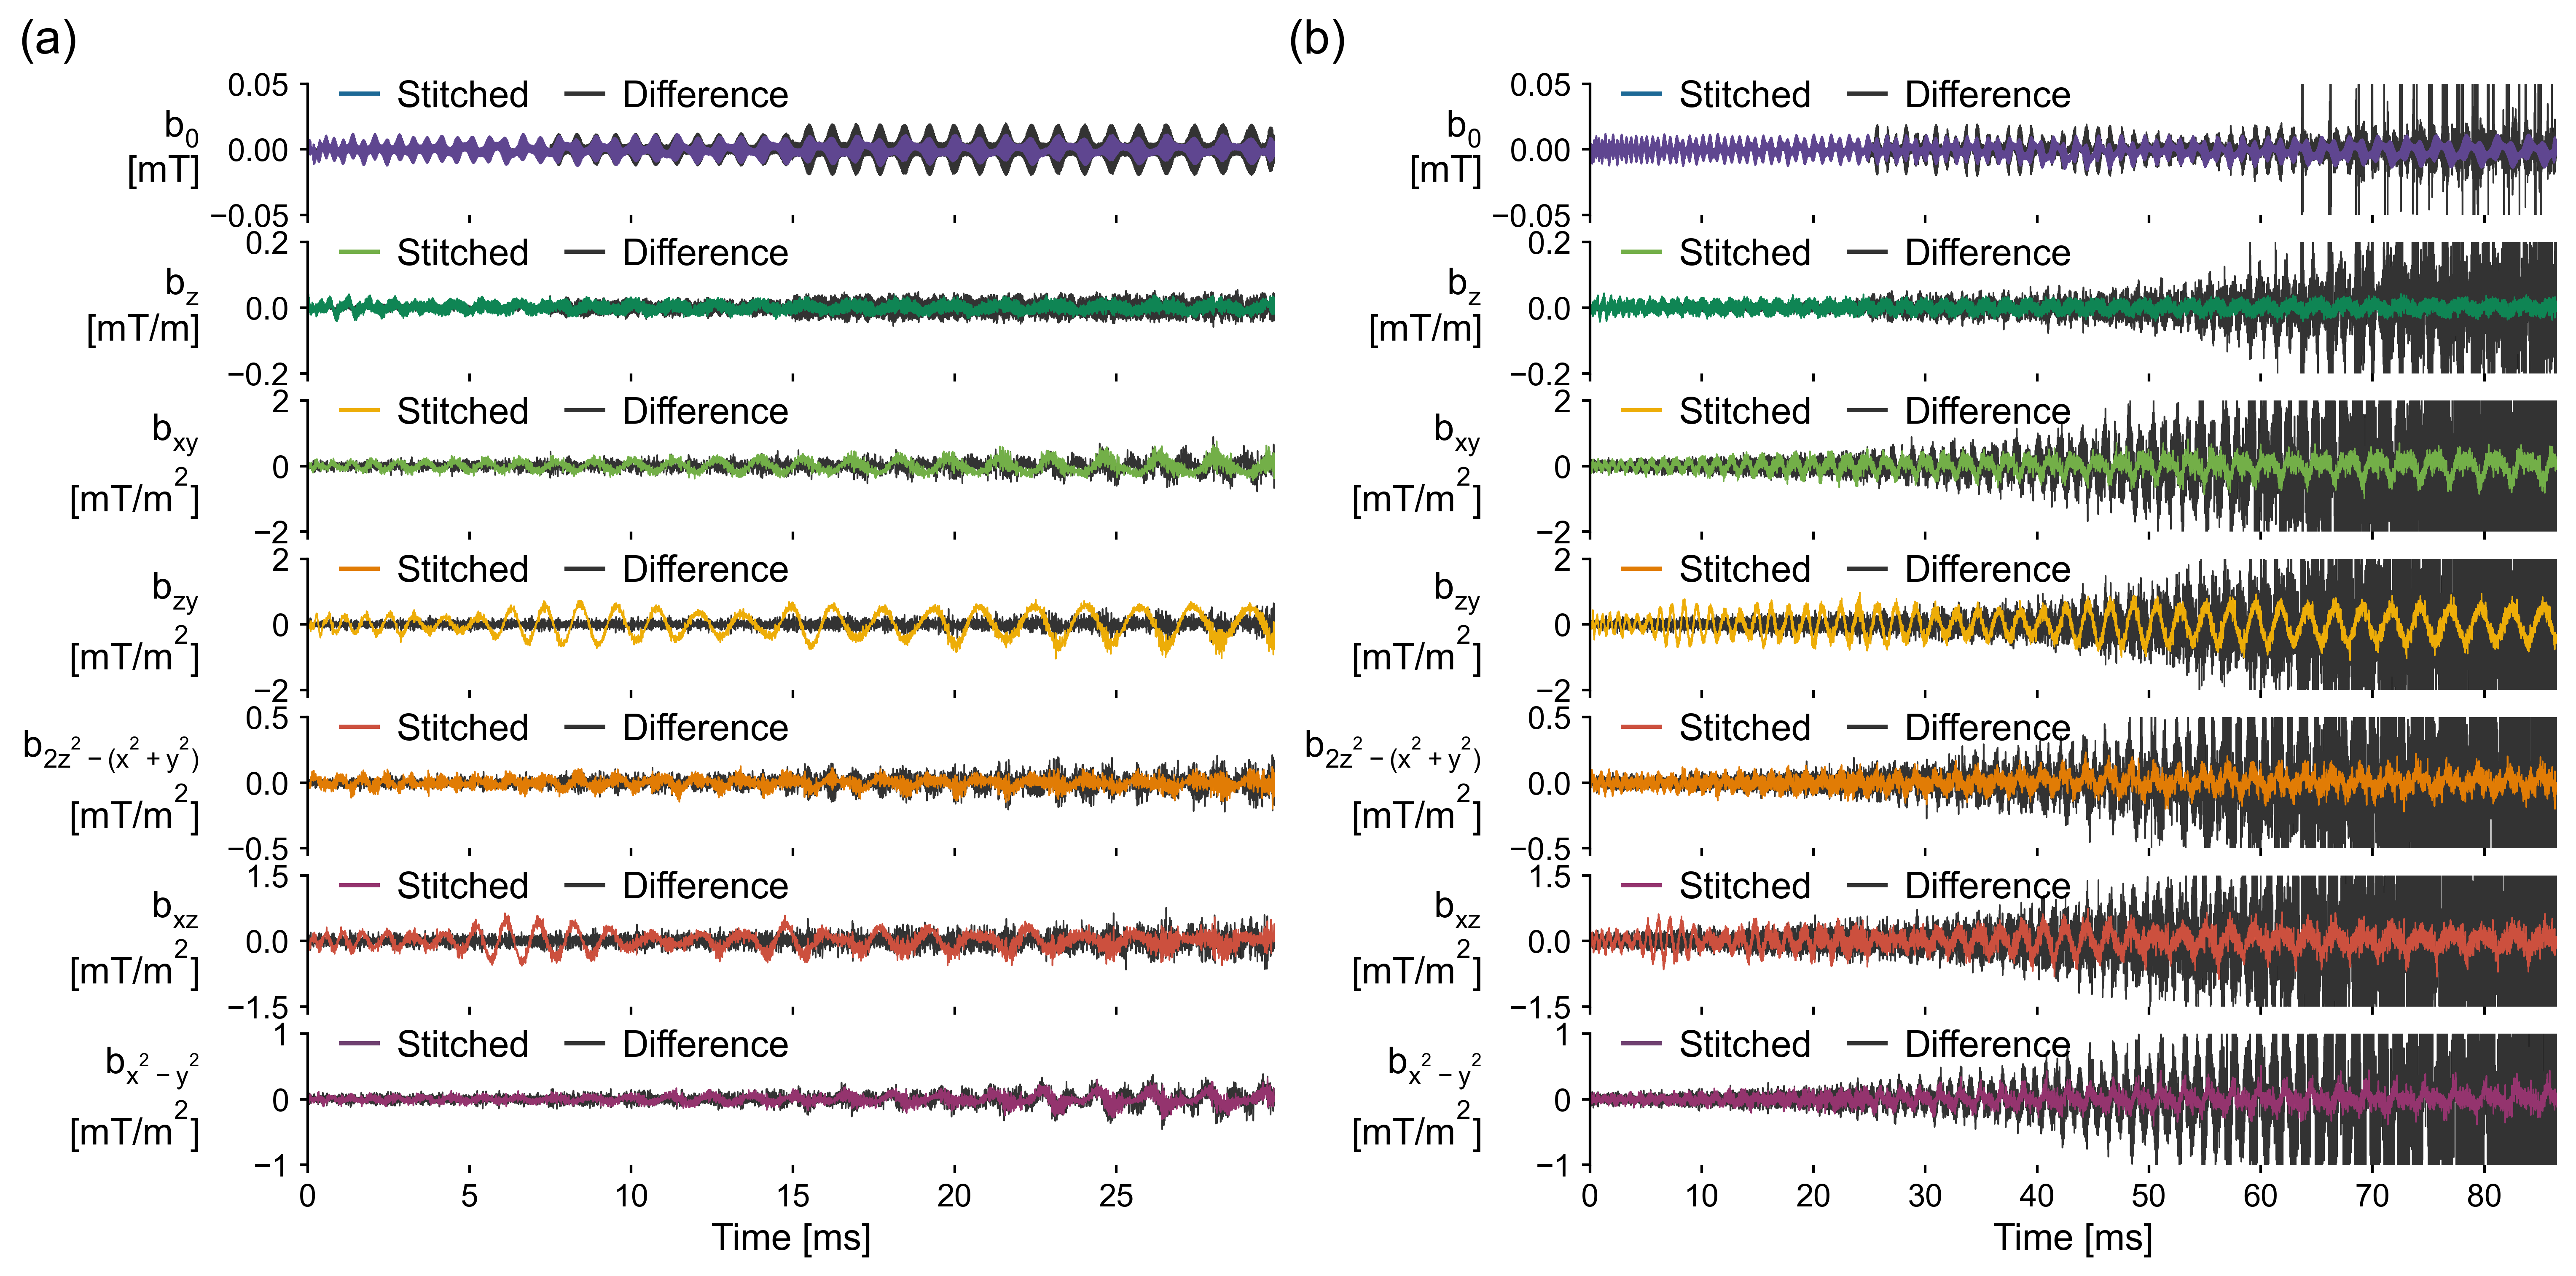 (a)
0.05
Stitched Difference
b0
0.00
[mT]
−0.05
0.2
Stitched Difference
bz
0.0
[mT/m]
−0.2
2
Stitched Difference
bxy
0
[mT/m²]
−2
2
Stitched Difference
bzy
0
[mT/m²]
−2
0.5
Stitched Difference
b2z² − (x² + y²)
0.0
[mT/m²]
−0.5
1.5
Stitched Difference
bxz
0.0
[mT/m²]
−1.5
1
Stitched Difference
bx² − y²
0
[mT/m²]
−1
0 5 10 15 20 25
Time [ms]
(b)
0.05
Stitched Difference
b0
0.00
[mT]
−0.05
0.2
Stitched Difference
bz
0.0
[mT/m]
−0.2
2
Stitched Difference
bxy
0
[mT/m²]
−2
2
Stitched Difference
bzy
0
[mT/m²]
−2
0.5
Stitched Difference
b2z² − (x² + y²)
0.0
[mT/m²]
−0.5
1.5
Stitched Difference
bxz
0.0
[mT/m²]
−1.5
1
Stitched Difference
bx² − y²
0
[mT/m²]
−1
0 10 20 30 40 50 60 70 80
Time [ms]